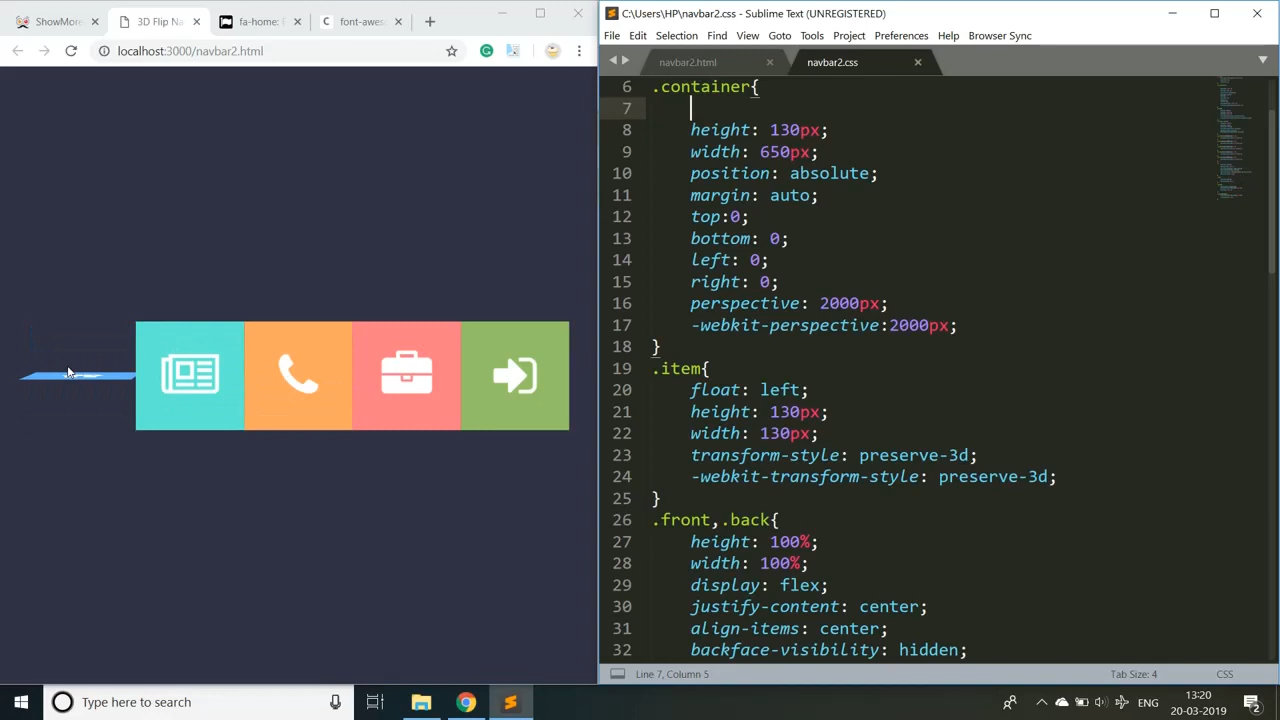 ShowMore
3D Flip Na
fa-home: F
font-awes
localhost:3000/navbar2.html
C:\Users\HP\navbar2.css - Sublime Text (UNREGISTERED)
File Edit Selection Find View Goto Tools Project Preferences Help Browser Sync
navbar2.html
navbar2.css
6 .container{
7
8 height: 130px;
9 width: 650px;
10 position: absolute;
11 margin: auto;
12 top:0;
13 bottom: 0;
14 left: 0;
15 right: 0;
16 perspective: 2000px;
17 -webkit-perspective:2000px;
18 }
19 .item{
20 float: left;
21 height: 130px;
22 width: 130px;
23 transform-style: preserve-3d;
24 -webkit-transform-style: preserve-3d;
25 }
26 .front,.back{
27 height: 100%;
28 width: 100%;
29 display: flex;
30 justify-content: center;
31 align-items: center;
32 backface-visibility: hidden;
Line 7, Column 5
Tab Size: 4
CSS
Type here to search
ENG
13:20
20-03-2019
2